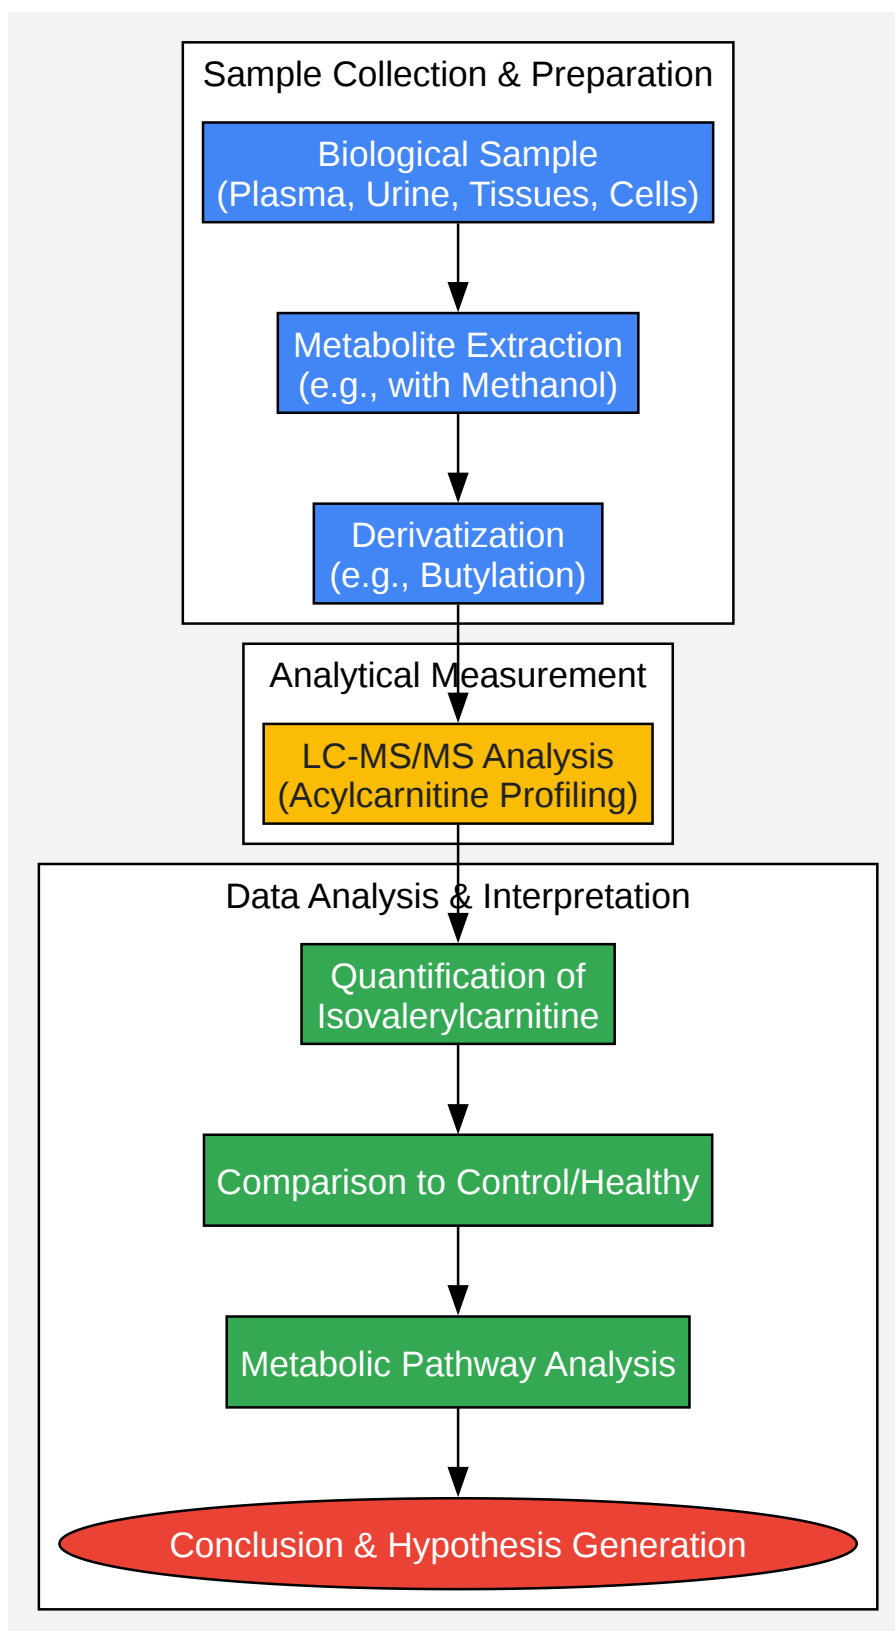 Sample Collection & Preparation
Biological Sample
(Plasma, Urine, Tissues, Cells)
Metabolite Extraction
(e.g., with Methanol)
Derivatization
(e.g., Butylation)
Analytical Measurement
LC-MS/MS Analysis
(Acylcarnitine Profiling)
Data Analysis & Interpretation
Quantification of
Isovalerylcarnitine
Comparison to Control/Healthy
Metabolic Pathway Analysis
Conclusion & Hypothesis Generation